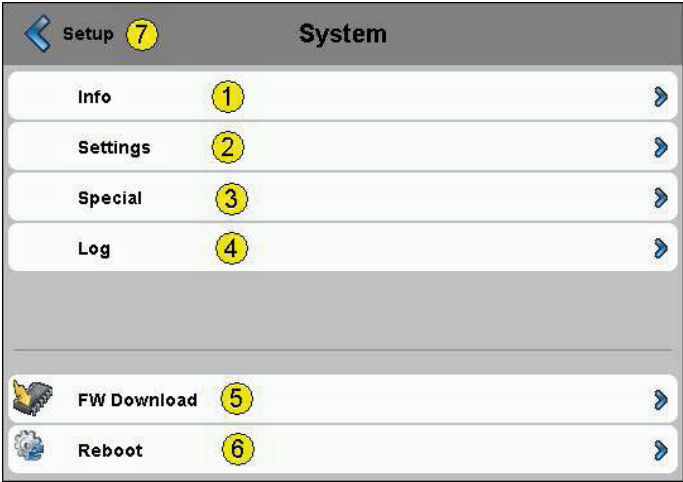 Setup 7 System
Info 1
Settings 2
Special 3
Log 4
FW Download 5
Reboot 6